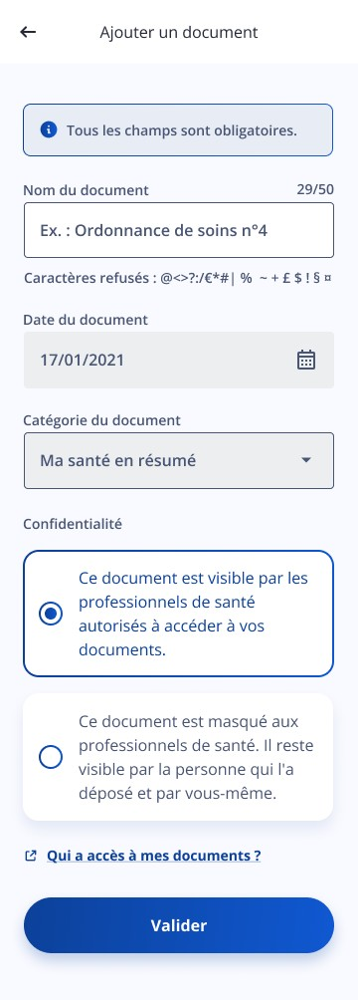 Ajouter un document
Tous les champs sont obligatoires.
Nom du document 29/50
Ex. : Ordonnance de soins n°4
Caractères refusés : @<>?:/€*#| % ~ + £ $ ! § ¤
Date du document
17/01/2021
Catégorie du document
Ma santé en résumé
Confidentialité
Ce document est visible par les
professionnels de santé
autorisés à accéder à vos
documents.
Ce document est masqué aux
professionnels de santé. Il reste
visible par la personne qui l'a
déposé et par vous-même.
Qui a accès à mes documents ?
Valider